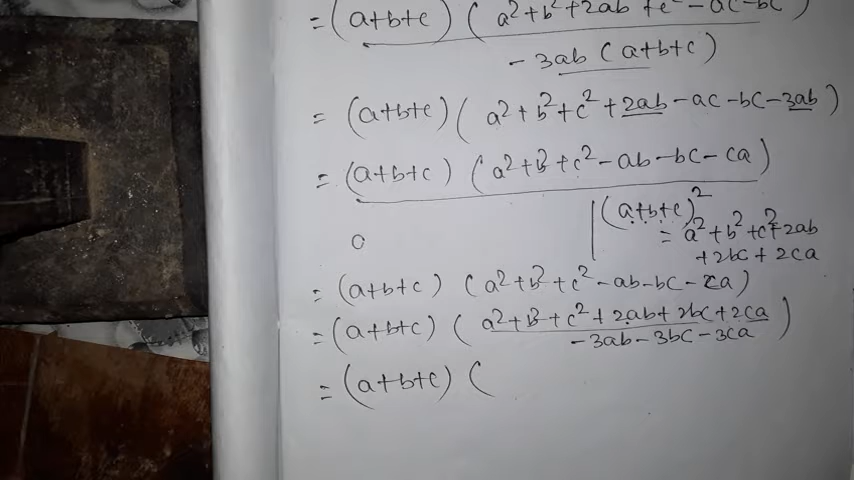 = (a+b+c) (a²+b²+2ab+c²-ac-bc)
-3ab (a+b+c)
= (a+b+c) (a²+b²+c²+2ab-ac-bc-3ab)
= (a+b+c) (a²+b²+c²-ab-bc-ca)
(a+b+c)²
= a²+b²+c²+2ab
+2bc+2ca
= (a+b+c) (a²+b²+c²-ab-bc-ca)
= (a+b+c) (a²+b²+c²+2ab+2bc+2ca
-3ab-3bc-3ca)
= (a+b+c) (